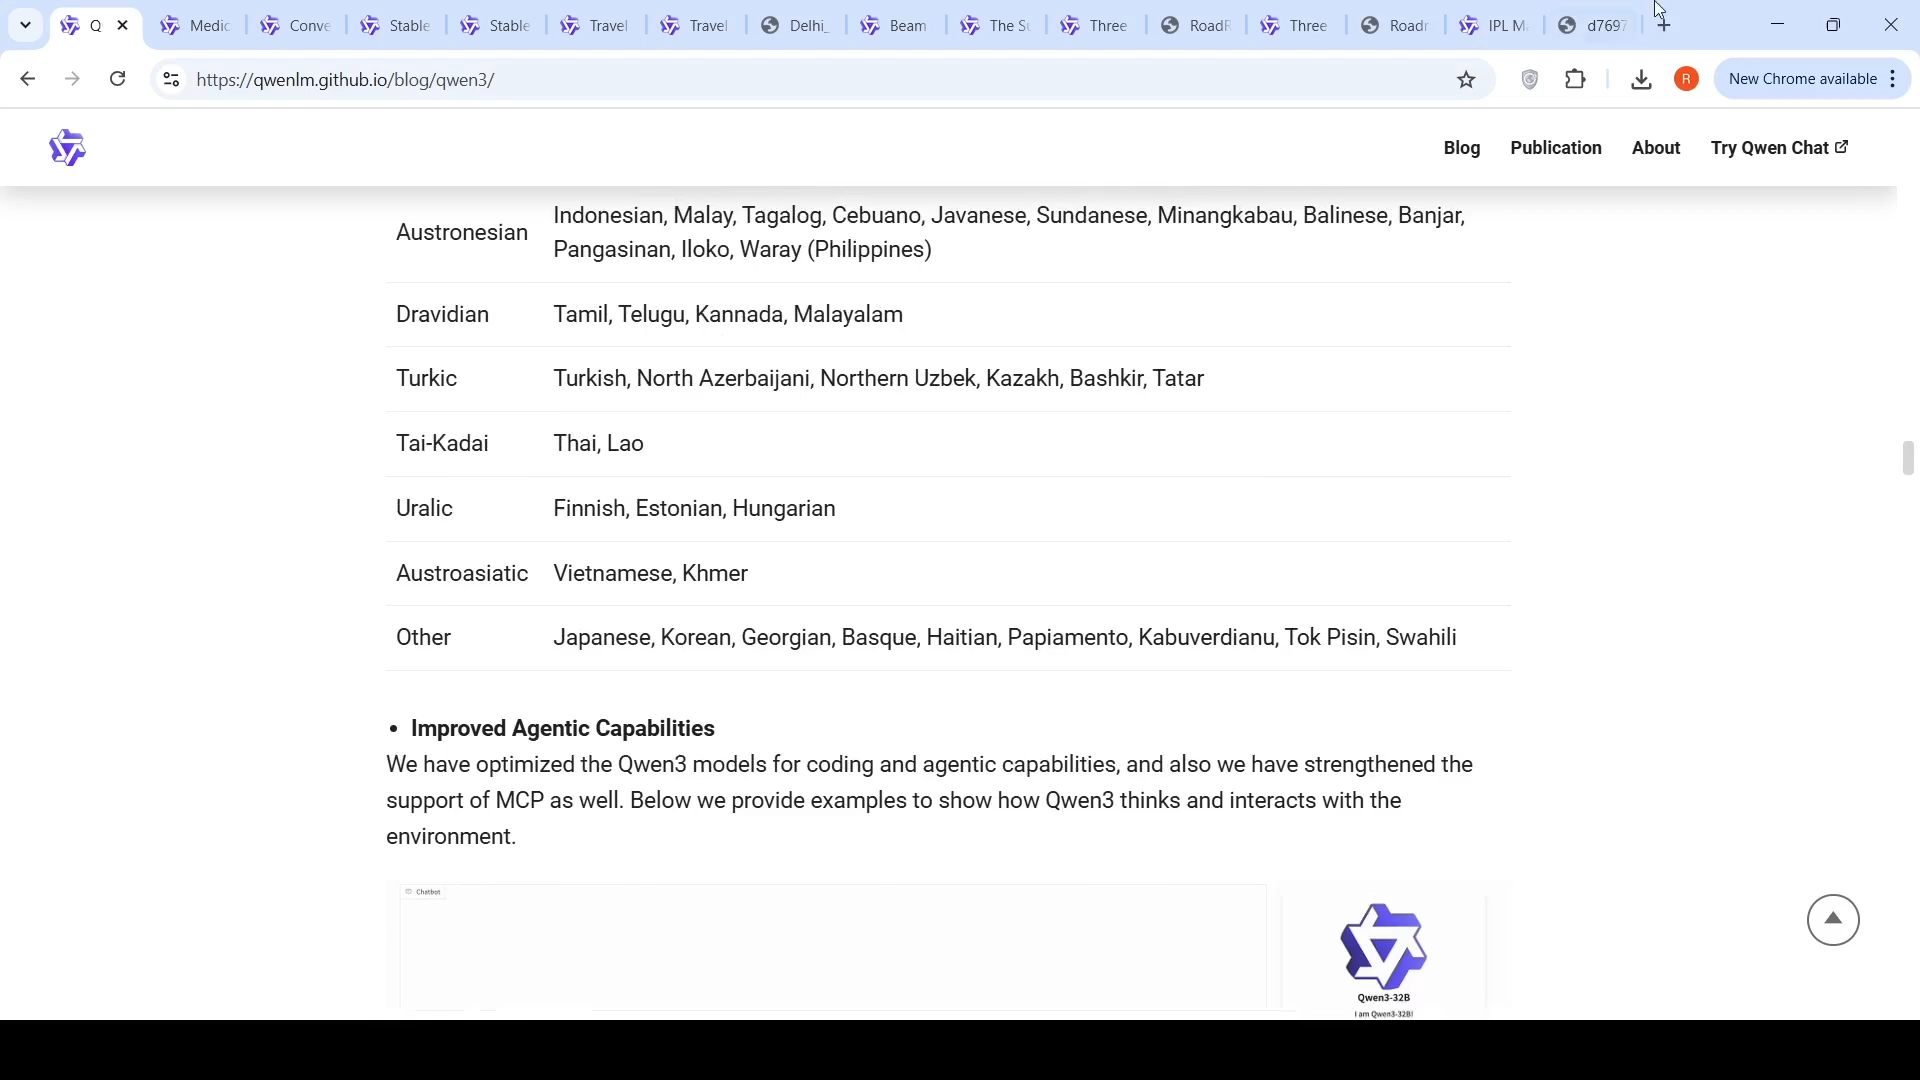 Q
Medic
Conve
Stable
Stable
Travel
Travel
Delhi_
Beam
The Su
Three
RoadR
Three
Roadr
IPL Ma
d7697
https://qwenlm.github.io/blog/qwen3/
R
New Chrome available
Blog
Publication
About
Try Qwen Chat
Austronesian
Indonesian, Malay, Tagalog, Cebuano, Javanese, Sundanese, Minangkabau, Balinese, Banjar,
Pangasinan, Iloko, Waray (Philippines)
Dravidian
Tamil, Telugu, Kannada, Malayalam
Turkic
Turkish, North Azerbaijani, Northern Uzbek, Kazakh, Bashkir, Tatar
Tai-Kadai
Thai, Lao
Uralic
Finnish, Estonian, Hungarian
Austroasiatic
Vietnamese, Khmer
Other
Japanese, Korean, Georgian, Basque, Haitian, Papiamento, Kabuverdianu, Tok Pisin, Swahili
• Improved Agentic Capabilities
We have optimized the Qwen3 models for coding and agentic capabilities, and also we have strengthened the
support of MCP as well. Below we provide examples to show how Qwen3 thinks and interacts with the
environment.
Chatbot
Qwen3-32B
I am Qwen3-32B!